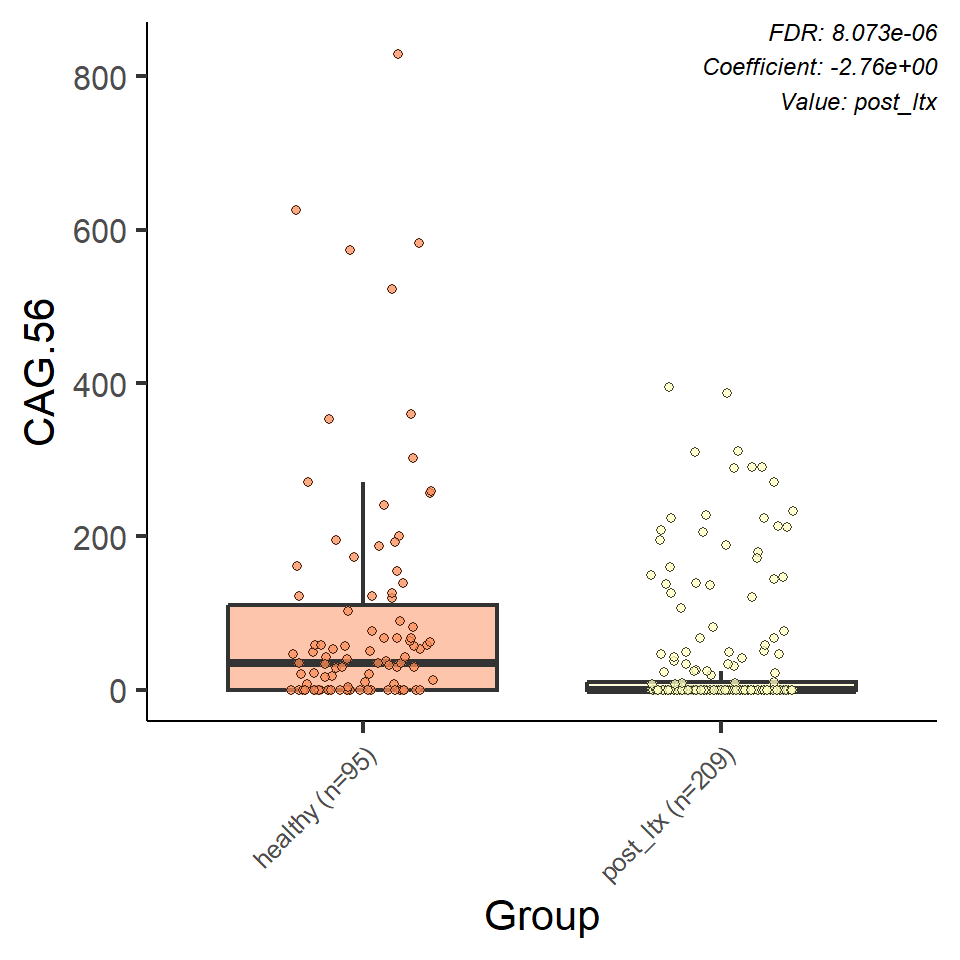 FDR: 8.073e-06
Coefficient: -2.76e+00
Value: post_ltx
800
600
400
200
0
CAG.56
healthy (n=95)
post_ltx (n=209)
Group